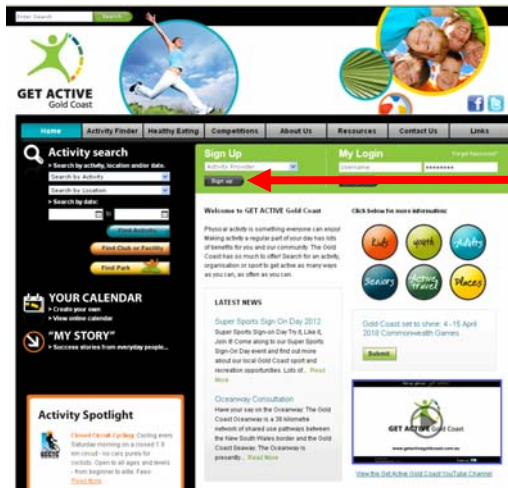 Enter Search
Search
GET ACTIVE
Gold Coast
Home
Activity Finder
Healthy Eating
Competitions
About Us
Resources
Contact Us
Links
Activity search
> Search by activity, location and/or date.
Search by Activity
Search by Location
> Search by date:
to
Find Activity
Find Club or Facility
Find Park
YOUR CALENDAR
> Create your own
> View online calendar
"MY STORY"
> Success stories from everyday people...
Activity Spotlight
Closed Circuit Cycling: Cycling every
Saturday morning on a closed 1.8
km circuit - no cars purely for
cyclists. Open to all ages and levels
- from beginner to elite. Fees:
Read More
Sign Up
Activity Provider
Sign up
My Login
Forgot Password?
Username
Welcome to GET ACTIVE Gold Coast
Physical activity is something everyone can enjoy!
Making activity a regular part of your day has lots
of benefits for you and our community. The Gold
Coast has so much to offer! Search for an activity,
organisation or sport to get active as many ways
as you can, as often as you can.
LATEST NEWS
Super Sports Sign-On Day 2012
Super Sports Sign-on Day Try it, Like it,
Join it! Come along to our Super Sports
Sign-On Day event and find out more
about our local Gold Coast sport and
recreation opportunities. Lots of... Read
More
Oceanway Consultation
Have your say on the Oceanway: The Gold
Coast Oceanway is a 38 kilometre
network of shared use pathways between
the New South Wales border and the Gold
Coast Seaway. The Oceanway is
presently... Read More
Click below for more information:
Kids
youth
Adults
Seniors
Active
travel
Places
Gold Coast set to shine: 4 -15 April
2018 Commonwealth Games
Submit
GET ACTIVE Gold Coast
www.getactivegoldcoast.com.au
View the Get Active Gold Coast YouTube Channel